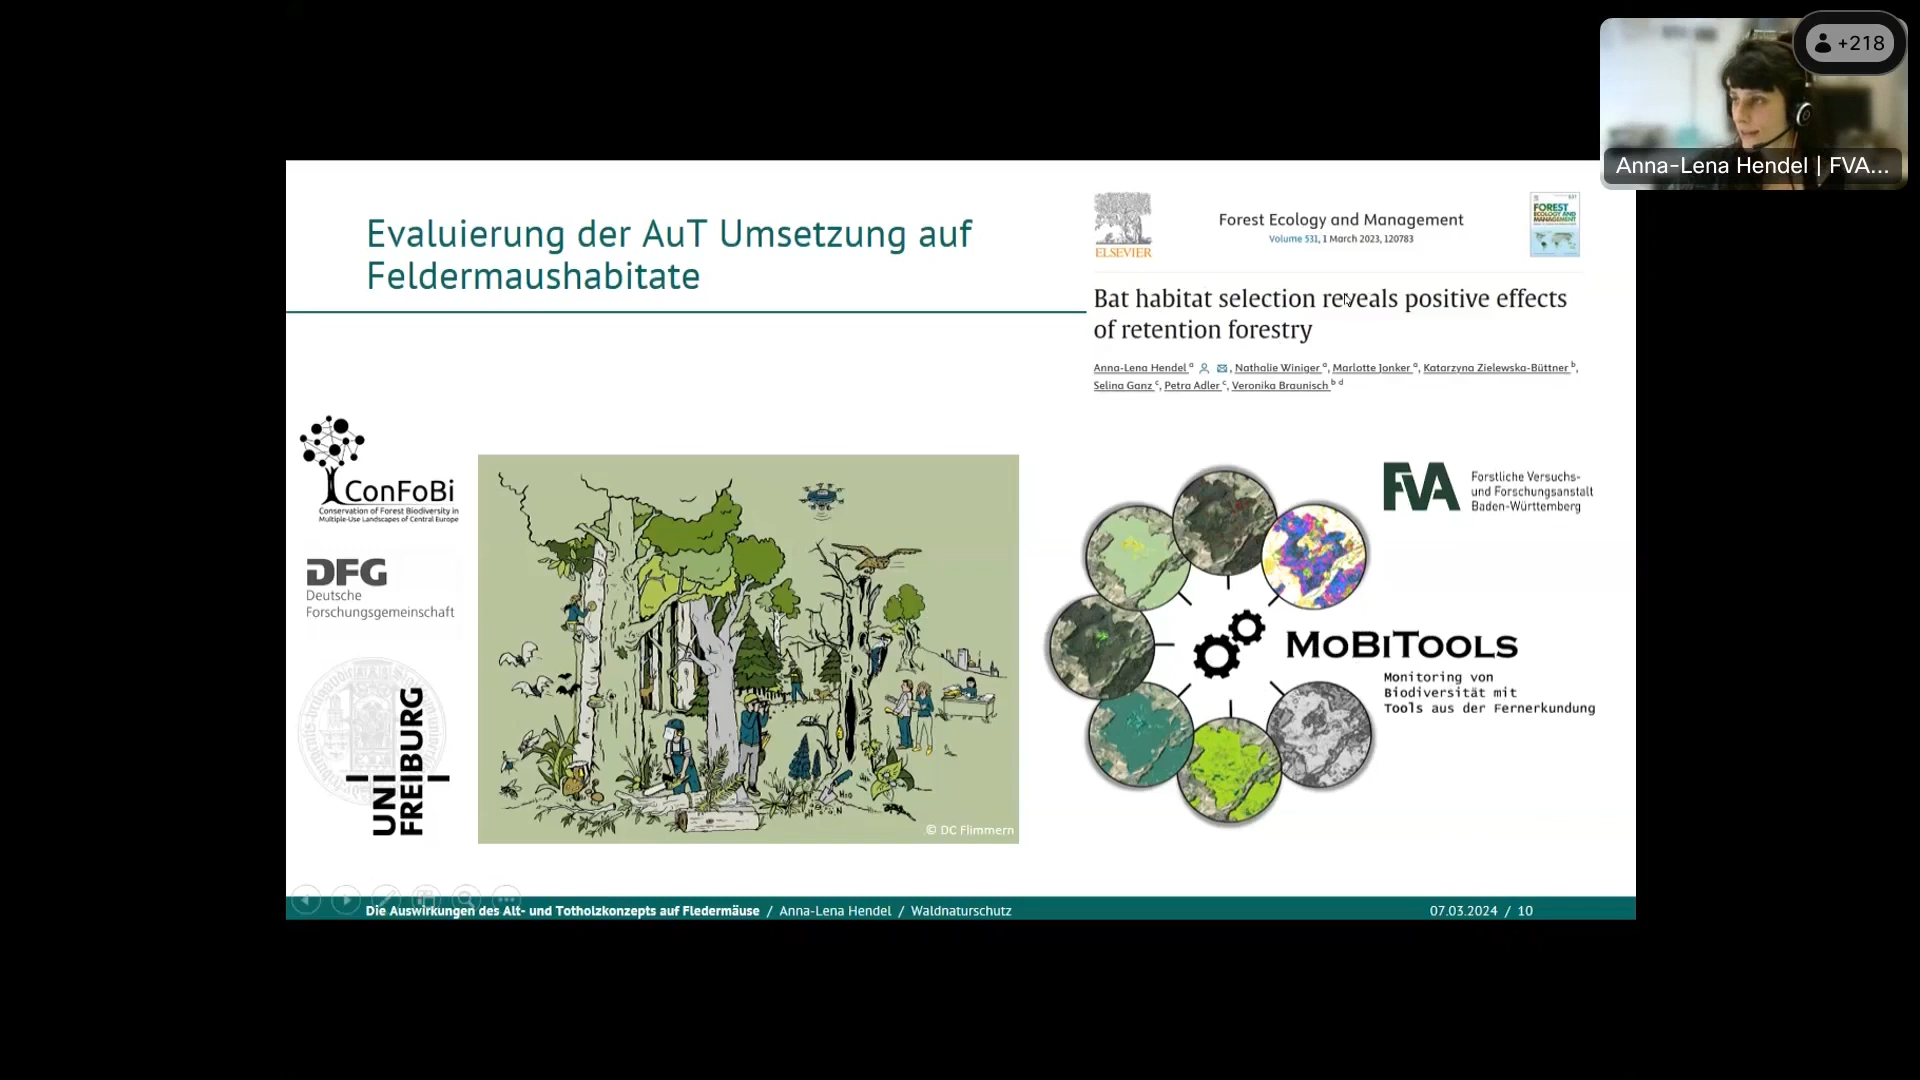 +218
Anna-Lena Hendel | FVA...
Evaluierung der AuT Umsetzung auf
Feldermaushabitate
ELSEVIER
Forest Ecology and Management
Volume 531, 1 March 2023, 120783
FOREST
ECOLOGY AND
MANAGEMENT
Bat habitat selection reveals positive effects
of retention forestry
Anna-Lena Hendel a, Nathalie Winiger a, Marlotte Jonker a, Katarzyna Zielewska-Büttner b,
Selina Ganz c, Petra Adler c, Veronika Braunisch b d
ConFoBi
Conservation of Forest Biodiversity in
Multiple-Use Landscapes of Central Europe
DFG
Deutsche
Forschungsgemeinschaft
UNI
FREIBURG
H2O
N
© DC Flimmern
FVA
Forstliche Versuchs-
und Forschungsanstalt
Baden-Württemberg
MoBiTools
Monitoring von
Biodiversität mit
Tools aus der Fernerkundung
Die Auswirkungen des Alt- und Totholzkonzepts auf Fledermäuse / Anna-Lena Hendel / Waldnaturschutz
07.03.2024 / 10